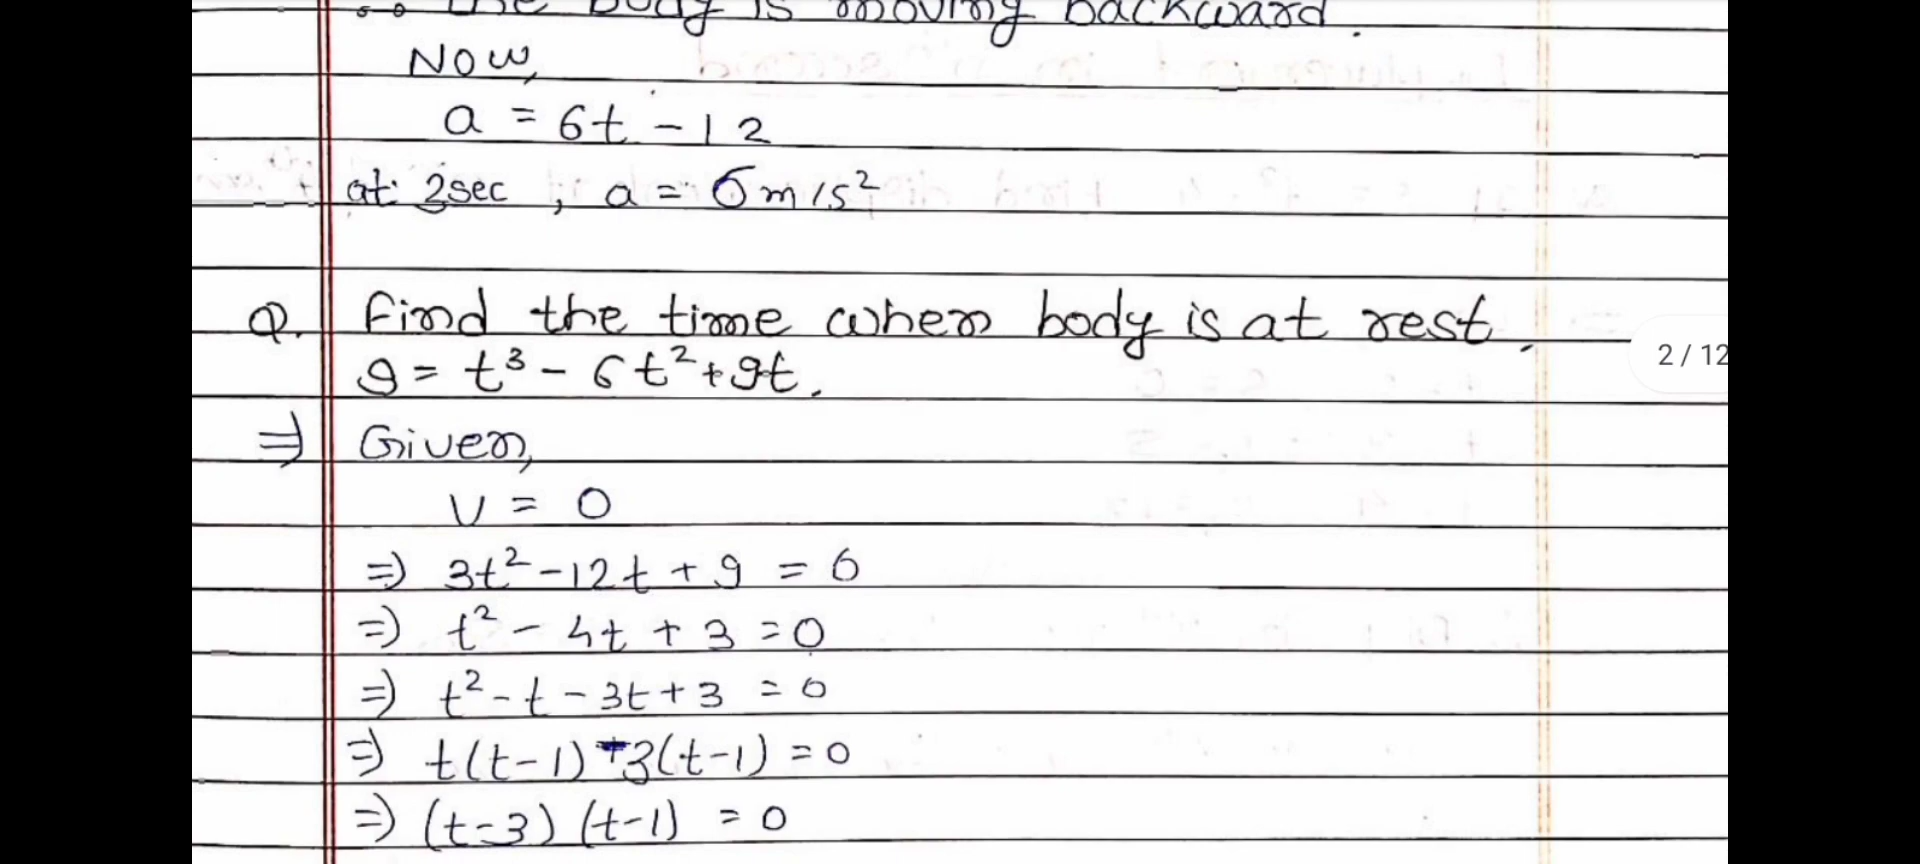 ∴ the body is moving backward.
Now,
a = 6t - 12
at 2sec, a = 0 m/s²
Q. Find the time when body is at rest.
s = t³ - 6t² + 9t.
2 / 12
⇒ Given,
v = 0
⇒ 3t² - 12t + 9 = 0
⇒ t² - 4t + 3 = 0
⇒ t² - t - 3t + 3 = 0
⇒ t(t-1) - 3(t-1) = 0
⇒ (t-3) (t-1) = 0